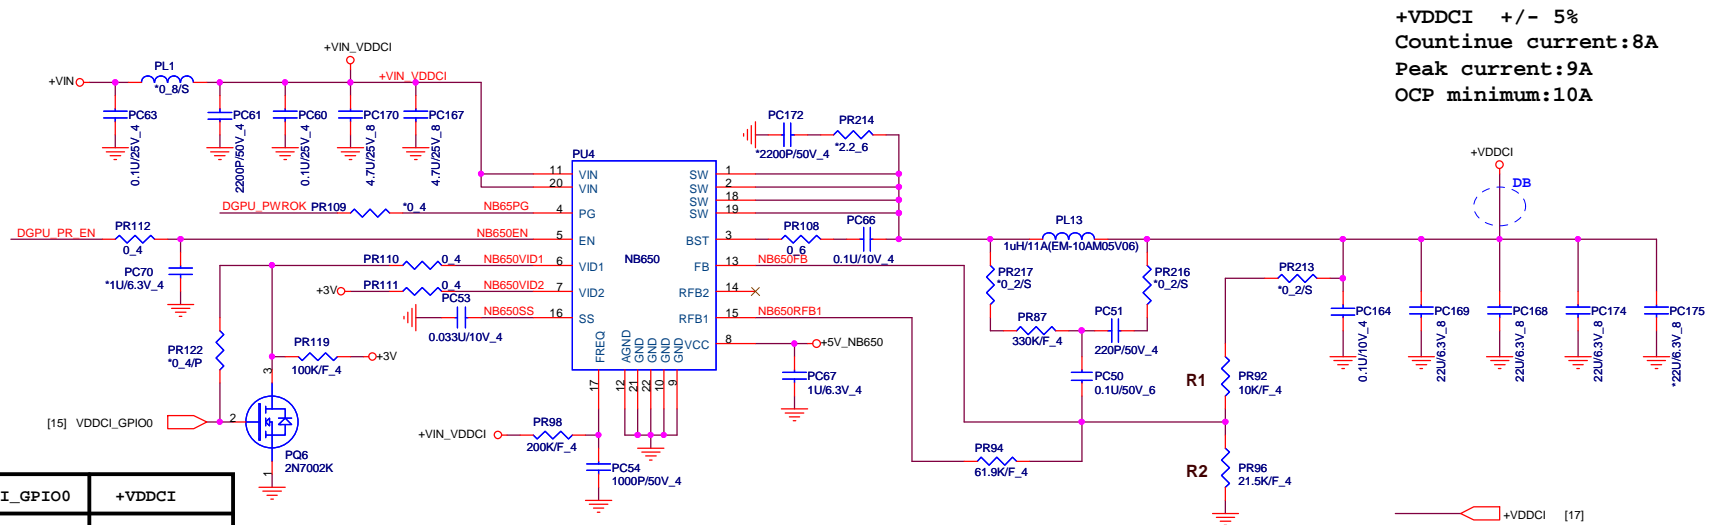 +VDDCI +/- 5%
Countinue current:8A
Peak current:9A
OCP minimum:10A
+VIN_VDDCI
+VIN
PL1
*0_8/S
+VIN_VDDCI
PC63
0.1U/25V_4
PC61
2200P/50V_4
PC60
0.1U/25V_4
PC170
4.7U/25V_8
PC167
4.7U/25V_8
PC172
*2200P/50V_4
PR214
*2.2_6
PU4
NB650
11 VIN
20 VIN
4 PG
5 EN
6 VID1
7 VID2
16 SS
FREQ
17
AGND
12
GND
21
GND
22
GND
10
GND
9
SW 1
SW 2
SW 18
SW 19
BST 3
FB 13
RFB2 14
RFB1 15
VCC 8
DGPU_PWROK
PR109
*0_4
NB65PG
DGPU_PR_EN
PR112
0_4
NB650EN
PC70
*1U/6.3V_4
PR110
0_4
NB650VID1
+3V
PR111
0_4
NB650VID2
PC53
0.033U/10V_4
NB650SS
PR122
*0_4/P
PR119
100K/F_4
+3V
3
2
1
[15] VDDCI_GPIO0
PQ6
2N7002K
+VIN_VDDCI
PR98
200K/F_4
PC54
1000P/50V_4
PR108
0_6
PC66
0.1U/10V_4
NB650FB
NB650RFB1
+5V_NB650
PC67
1U/6.3V_4
PL13
1uH/11A(EM-10AM05V06)
PR217
*0_2/S
PR216
*0_2/S
PR87
330K/F_4
PC51
220P/50V_4
PC50
0.1U/50V_6
PR94
61.9K/F_4
PR213
*0_2/S
R1
PR92
10K/F_4
R2
PR96
21.5K/F_4
+VDDCI
DB
PC164
0.1U/10V_4
PC169
22U/6.3V_8
PC168
22U/6.3V_8
PC174
22U/6.3V_8
PC175
*22U/6.3V_8
+VDDCI [17]
I_GPIO0
+VDDCI